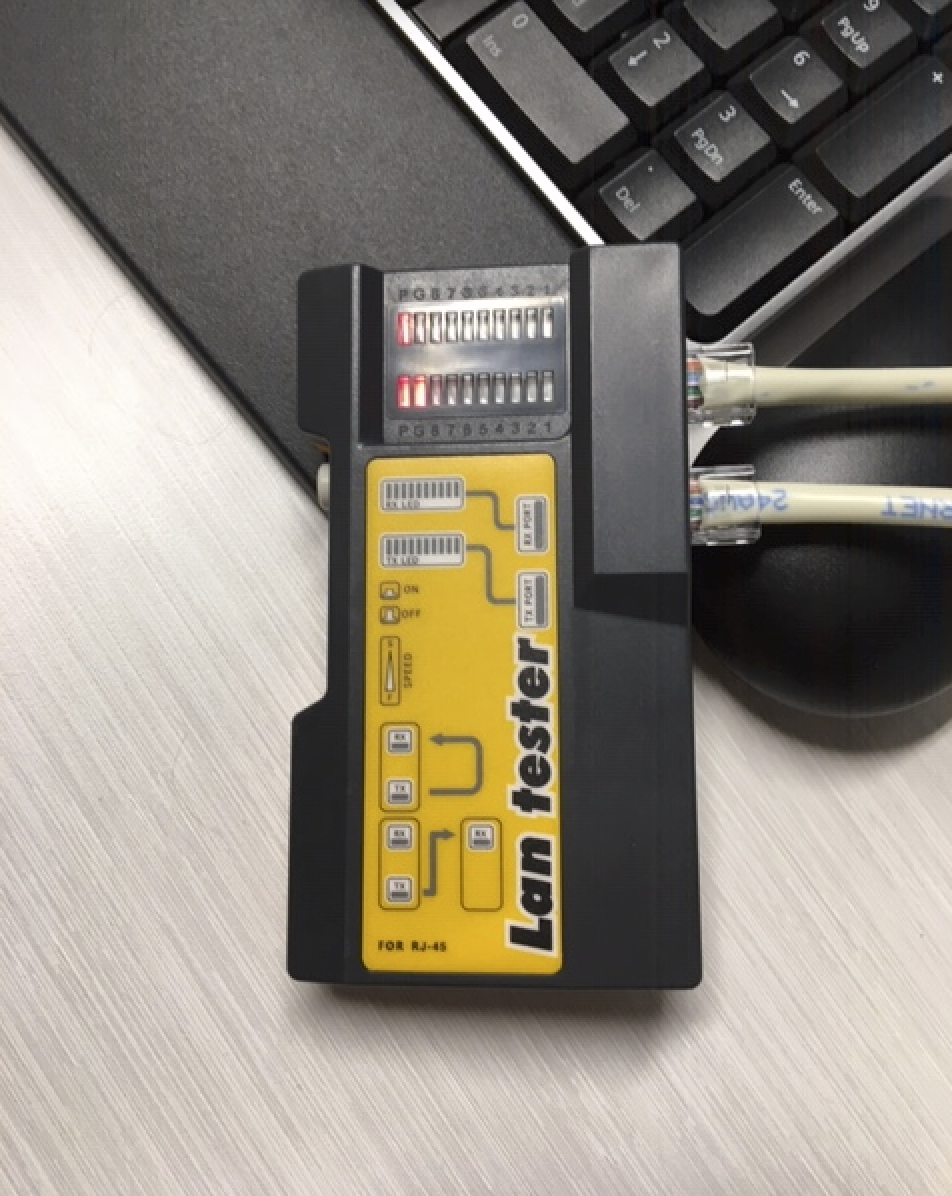 0
Ins
2
9
PgUp
6
3
PgDn
+
.
Del
Enter
P G 8 7 6 5 4 3 2 1
P G 8 7 6 5 4 3 2 1
RX LED
RX PORT
TX LED
TX PORT
ON
OFF
S
F
SPEED
RX
TX
RX
RX
TX
Lan tester
FOR RJ-45
24AWG
RNET